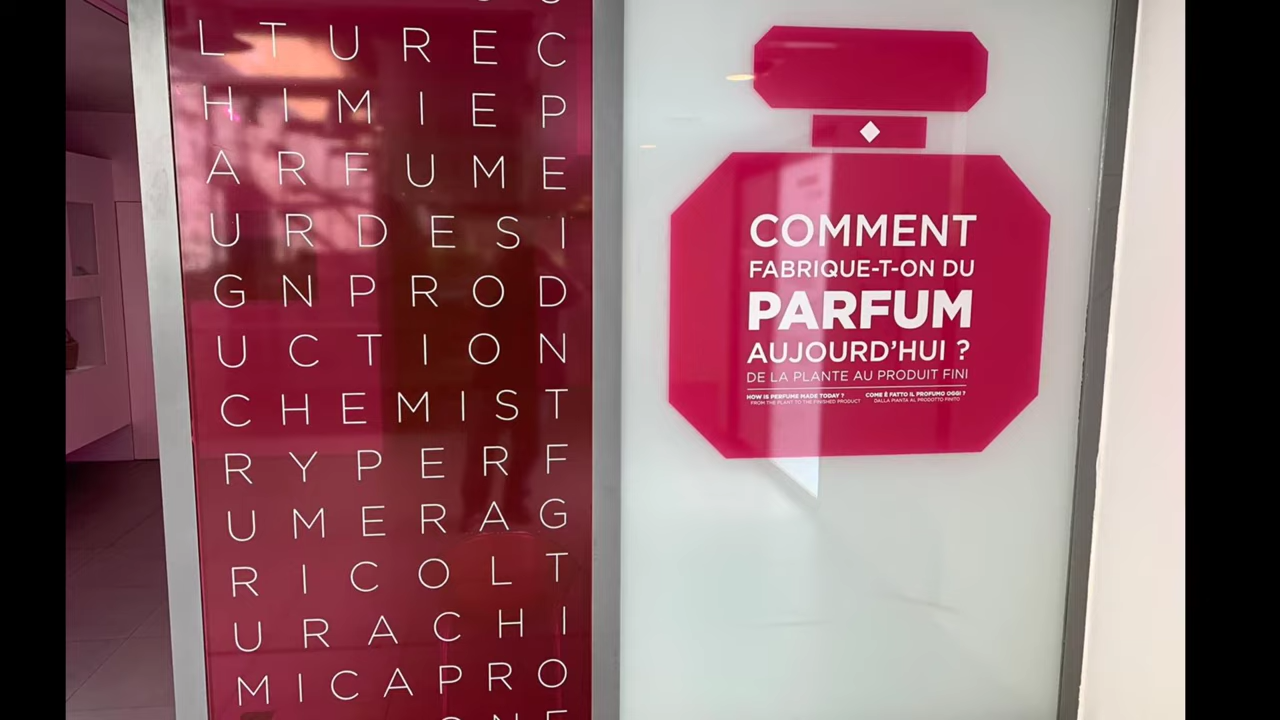 LTUREC
HIMIEP
ARFUME
URDESI
GNPROD
UCTION
CHEMIST
RYPERF
UMERAG
RICOLT
URACHI
MICAPRO
COMMENT
FABRIQUE-T-ON DU
PARFUM
AUJOURD'HUI ?
DE LA PLANTE AU PRODUIT FINI
HOW IS PERFUME MADE TODAY ?
FROM THE PLANT TO THE FINISHED PRODUCT
COME È FATTO IL PROFUMO OGGI ?
DALLA PIANTA AL PRODOTTO FINITO